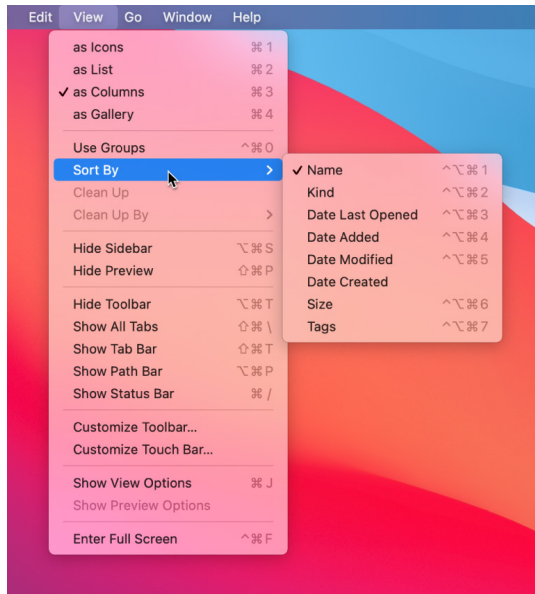 Edit View Go Window Help
as Icons ⌘ 1
as List ⌘ 2
✓ as Columns ⌘ 3
as Gallery ⌘ 4
Use Groups ^⌘0
Sort By >
Clean Up
Clean Up By >
Hide Sidebar ⌥⌘S
Hide Preview ⇧⌘P
Hide Toolbar ⌥⌘T
Show All Tabs ⇧⌘\
Show Tab Bar ⇧⌘T
Show Path Bar ⌥⌘P
Show Status Bar ⌘ /
Customize Toolbar...
Customize Touch Bar...
Show View Options ⌘ J
Show Preview Options
Enter Full Screen ^⌘F
✓ Name ^⌥⌘1
Kind ^⌥⌘2
Date Last Opened ^⌥⌘3
Date Added ^⌥⌘4
Date Modified ^⌥⌘5
Date Created
Size ^⌥⌘6
Tags ^⌥⌘7